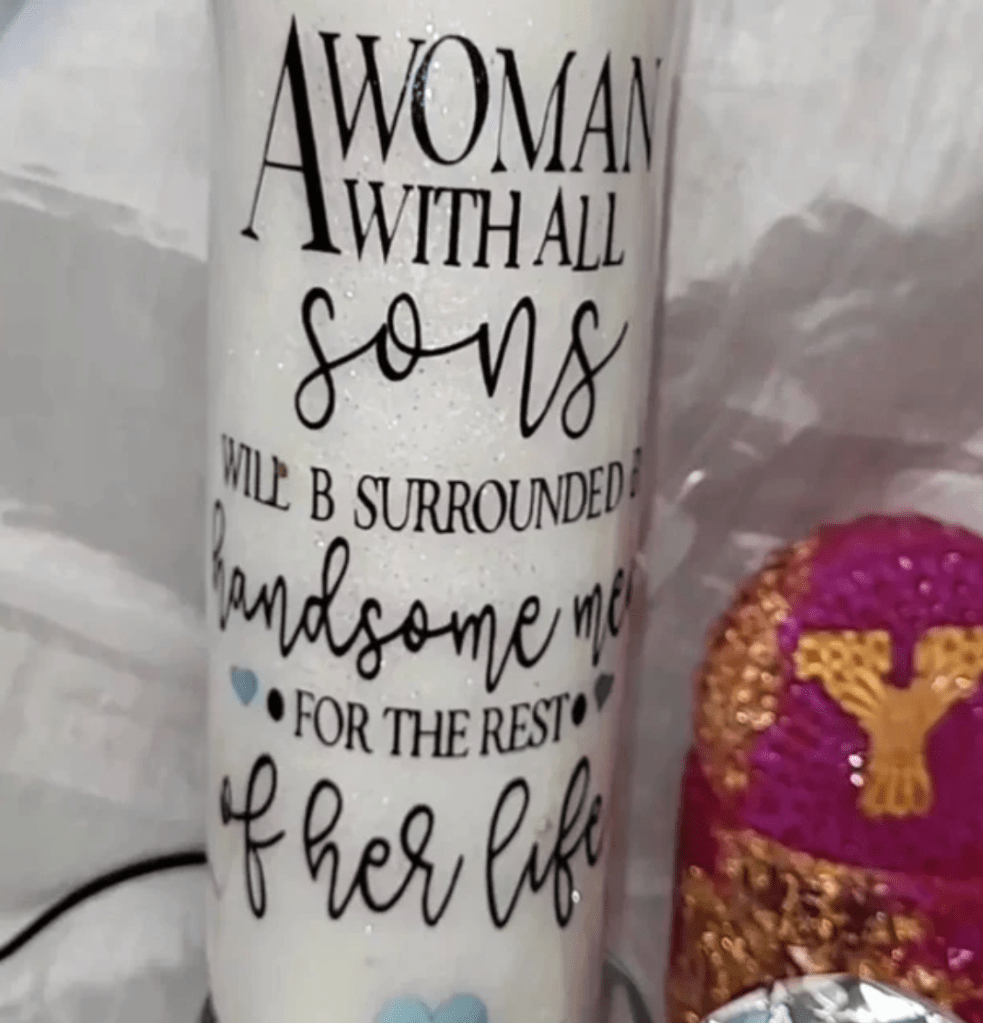 A WOMAN
WITH ALL
sons
WILL B SURROUNDED
handsome
FOR THE REST
of her life